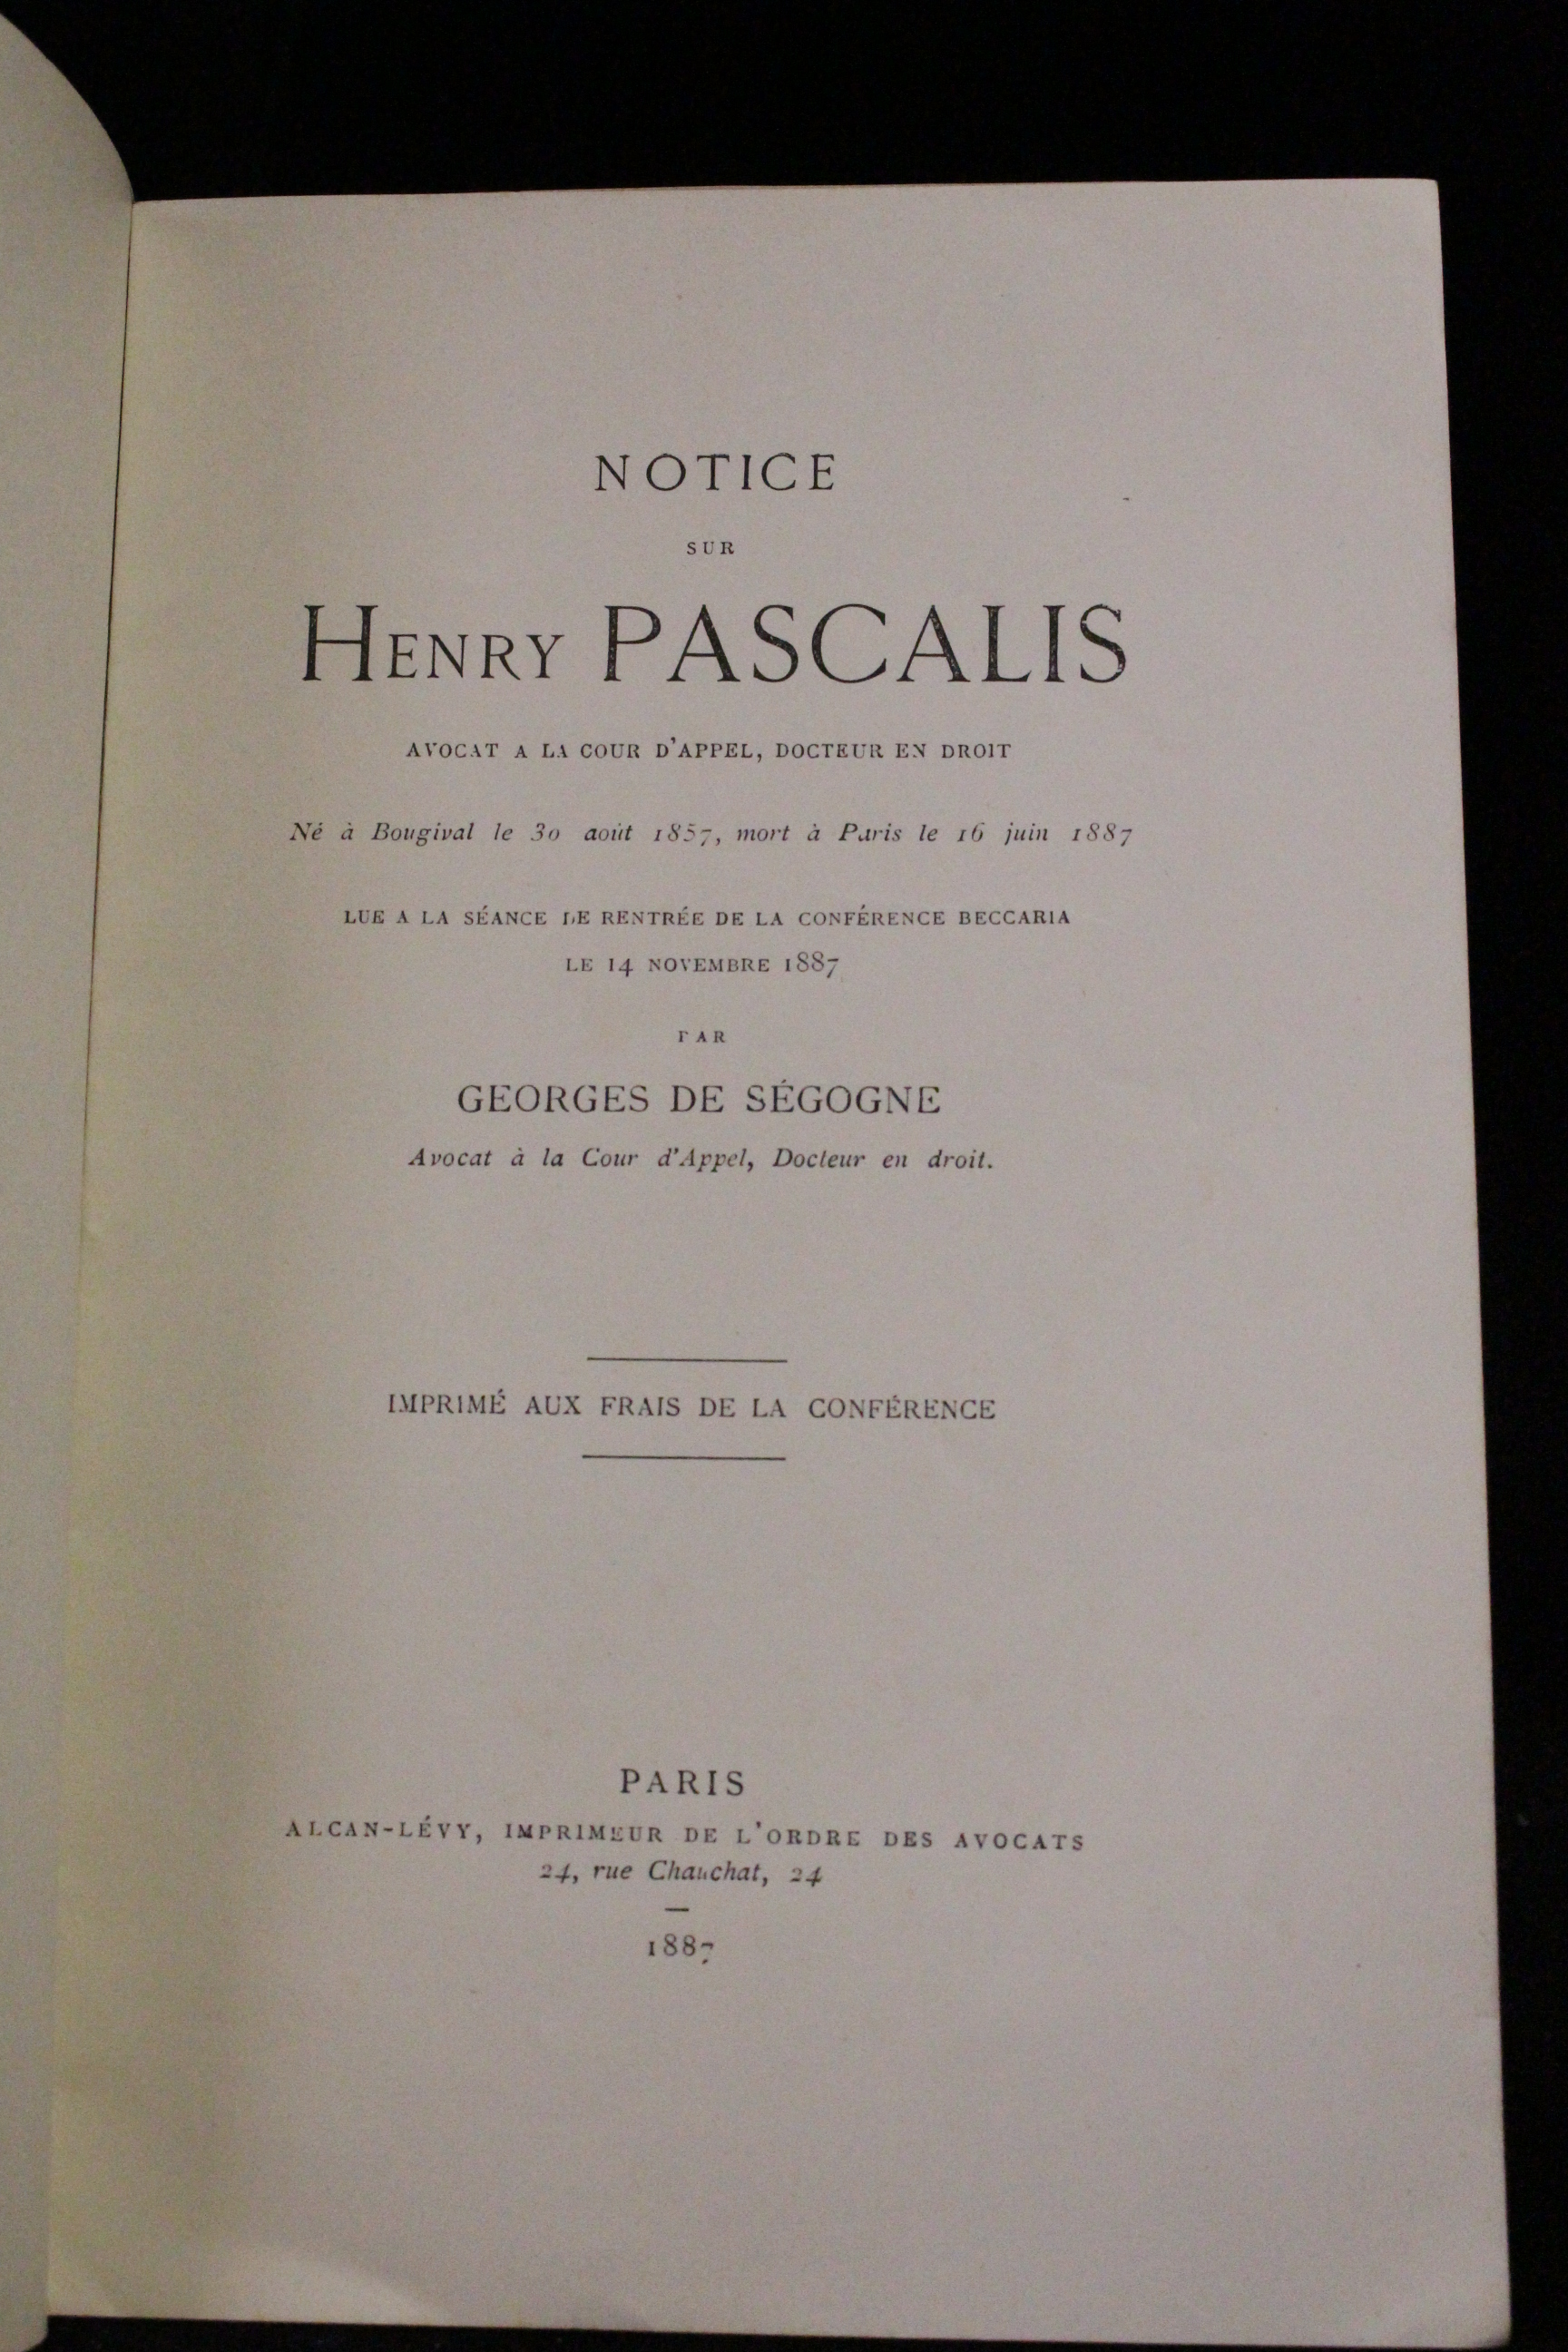 NOTICE
SUR
HENRY PASCALIS
AVOCAT A LA COUR D'APPEL, DOCTEUR EN DROIT
Né à Bougival le 30 août 1857, mort à Paris le 16 juin 1887
LUE A LA SÉANCE DE RENTRÉE DE LA CONFÉRENCE BECCARIA
LE 14 NOVEMBRE 1887
PAR
GEORGES DE SÉGOGNE
Avocat à la Cour d'Appel, Docteur en droit.
IMPRIMÉ AUX FRAIS DE LA CONFÉRENCE
PARIS
ALCAN-LÉVY, IMPRIMEUR DE L'ORDRE DES AVOCATS
24, rue Chauchat, 24
1887